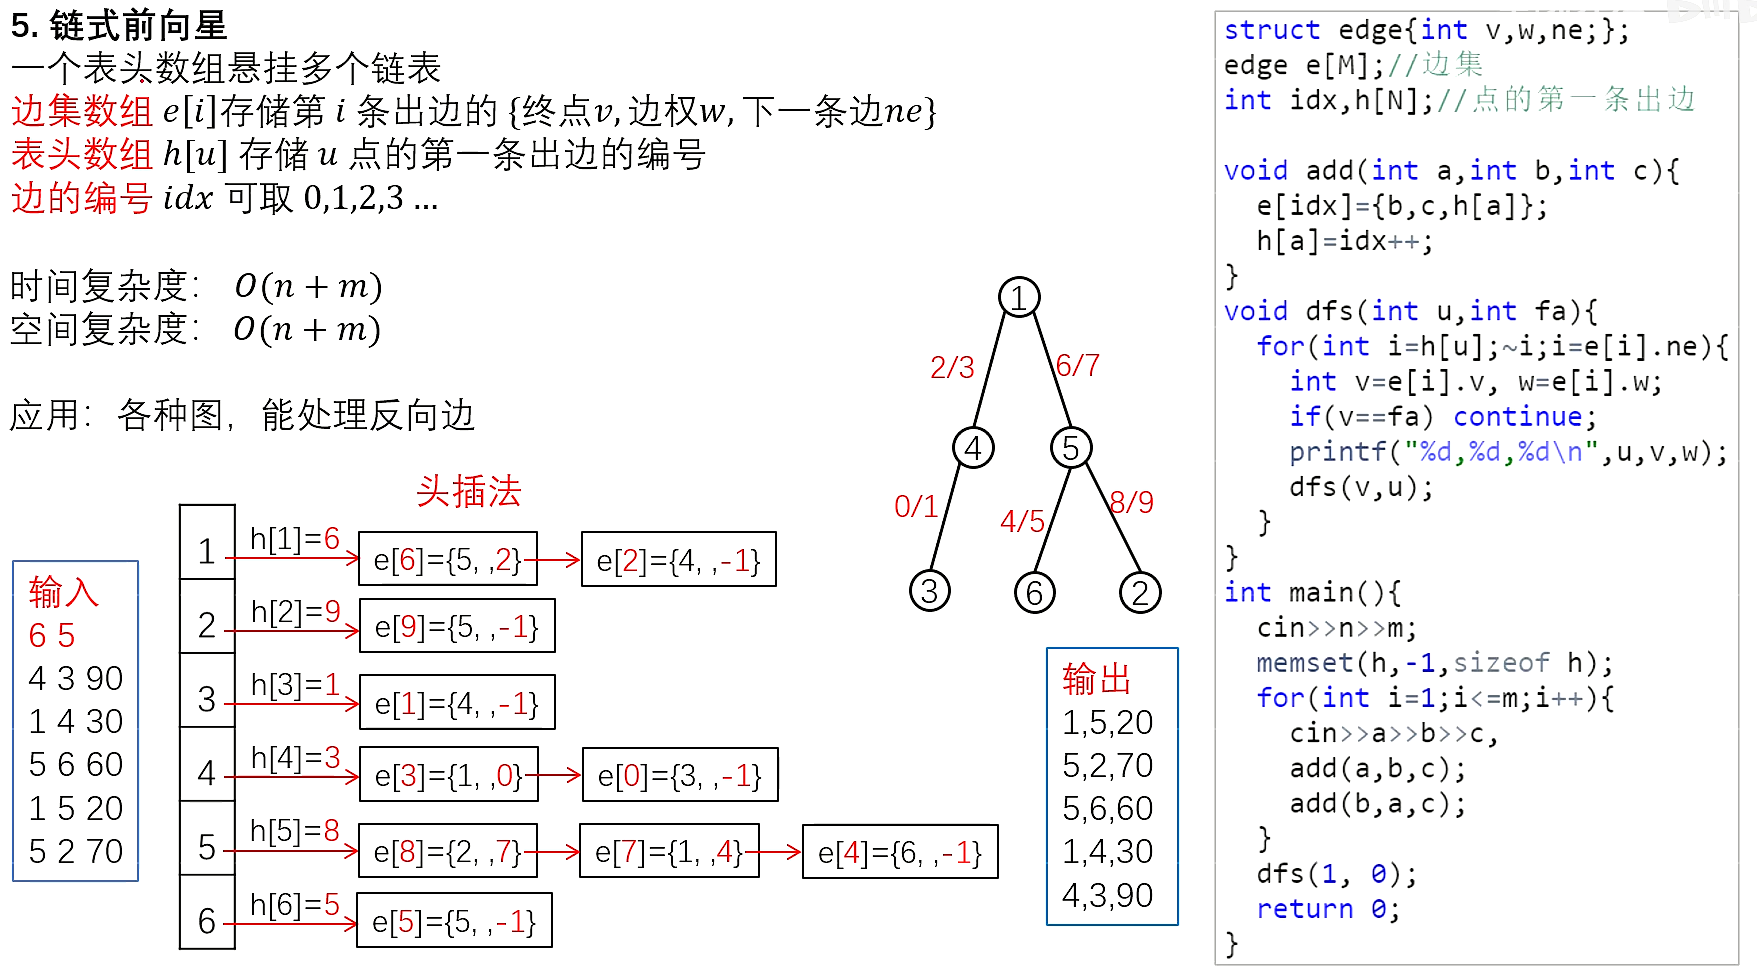 5. 链式前向星
一个表头数组悬挂多个链表
边集数组 e[i]存储第 i 条出边的 {终点v, 边权w, 下一条边ne}
表头数组 h[u] 存储 u 点的第一条出边的编号
边的编号 idx 可取 0,1,2,3 ...
时间复杂度： O(n + m)
空间复杂度： O(n + m)
应用：各种图，能处理反向边
头插法
输入
6 5
4 3 90
1 4 30
5 6 60
1 5 20
5 2 70
1 h[1]=6 e[6]={5, ,2} e[2]={4, ,-1}
2 h[2]=9 e[9]={5, ,-1}
3 h[3]=1 e[1]={4, ,-1}
4 h[4]=3 e[3]={1, ,0} e[0]={3, ,-1}
5 h[5]=8 e[8]={2, ,7} e[7]={1, ,4} e[4]={6, ,-1}
6 h[6]=5 e[5]={5, ,-1}
1
2/3 6/7
4 5
0/1 4/5 8/9
3 6 2
输出
1,5,20
5,2,70
5,6,60
1,4,30
4,3,90
struct edge{int v,w,ne;};
edge e[M];//边集
int idx,h[N];//点的第一条出边
void add(int a,int b,int c){
e[idx]={b,c,h[a]};
h[a]=idx++;
}
void dfs(int u,int fa){
for(int i=h[u];~i;i=e[i].ne){
int v=e[i].v, w=e[i].w;
if(v==fa) continue;
printf("%d,%d,%d\n",u,v,w);
dfs(v,u);
}
}
int main(){
cin>>n>>m;
memset(h,-1,sizeof h);
for(int i=1;i<=m;i++){
cin>>a>>b>>c,
add(a,b,c);
add(b,a,c);
}
dfs(1, 0);
return 0;
}